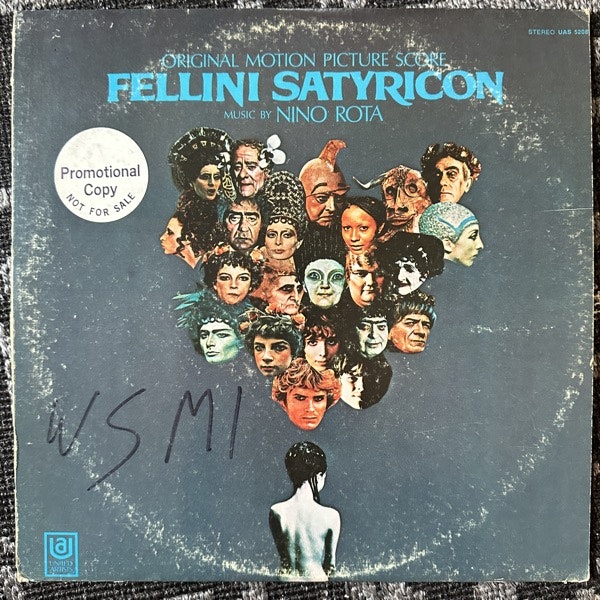 STEREO UAS 5208
ORIGINAL MOTION PICTURE SCORE
FELLINI SATYRICON
MUSIC BY NINO ROTA
Promotional
Copy
NOT FOR SALE
WSMI
ua
UNITED
ARTISTS